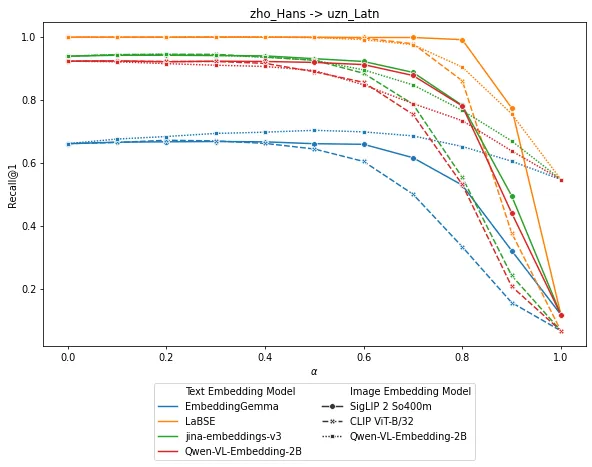 zho_Hans -> uzn_Latn
Recall@1
1.0
0.8
0.6
0.4
0.2
0.0 0.2 0.4 0.6 0.8 1.0
α
Text Embedding Model
EmbeddingGemma
LaBSE
jina-embeddings-v3
Qwen-VL-Embedding-2B
Image Embedding Model
SigLIP 2 So400m
CLIP ViT-B/32
Qwen-VL-Embedding-2B